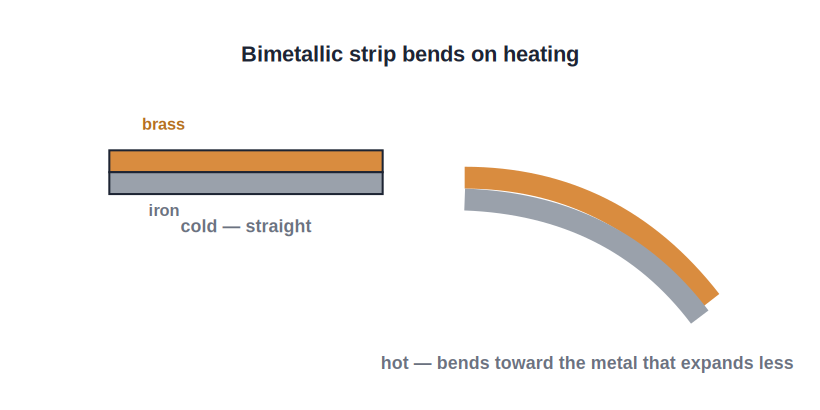 Bimetallic strip bends on heating
brass
iron
cold — straight
hot — bends toward the metal that expands less